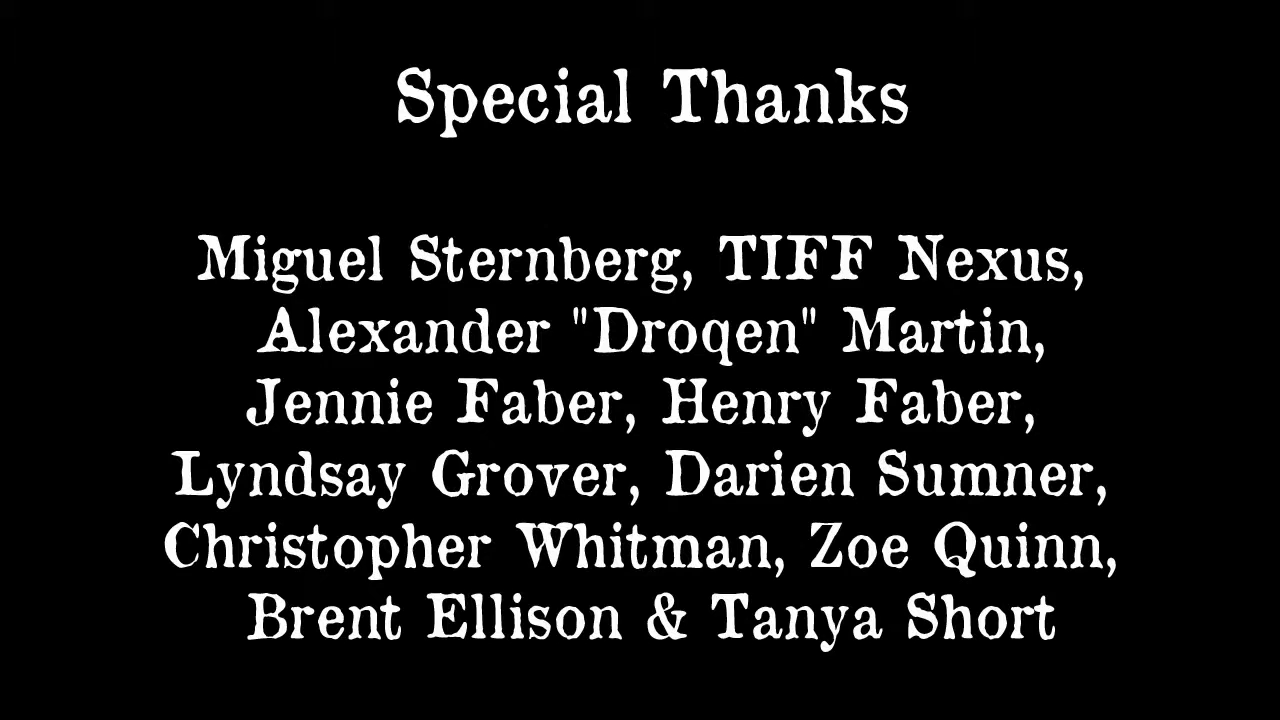 Special Thanks
Miguel Sternberg, TIFF Nexus,
Alexander "Droqen" Martin,
Jennie Faber, Henry Faber,
Lyndsay Grover, Darien Sumner,
Christopher Whitman, Zoe Quinn,
Brent Ellison & Tanya Short